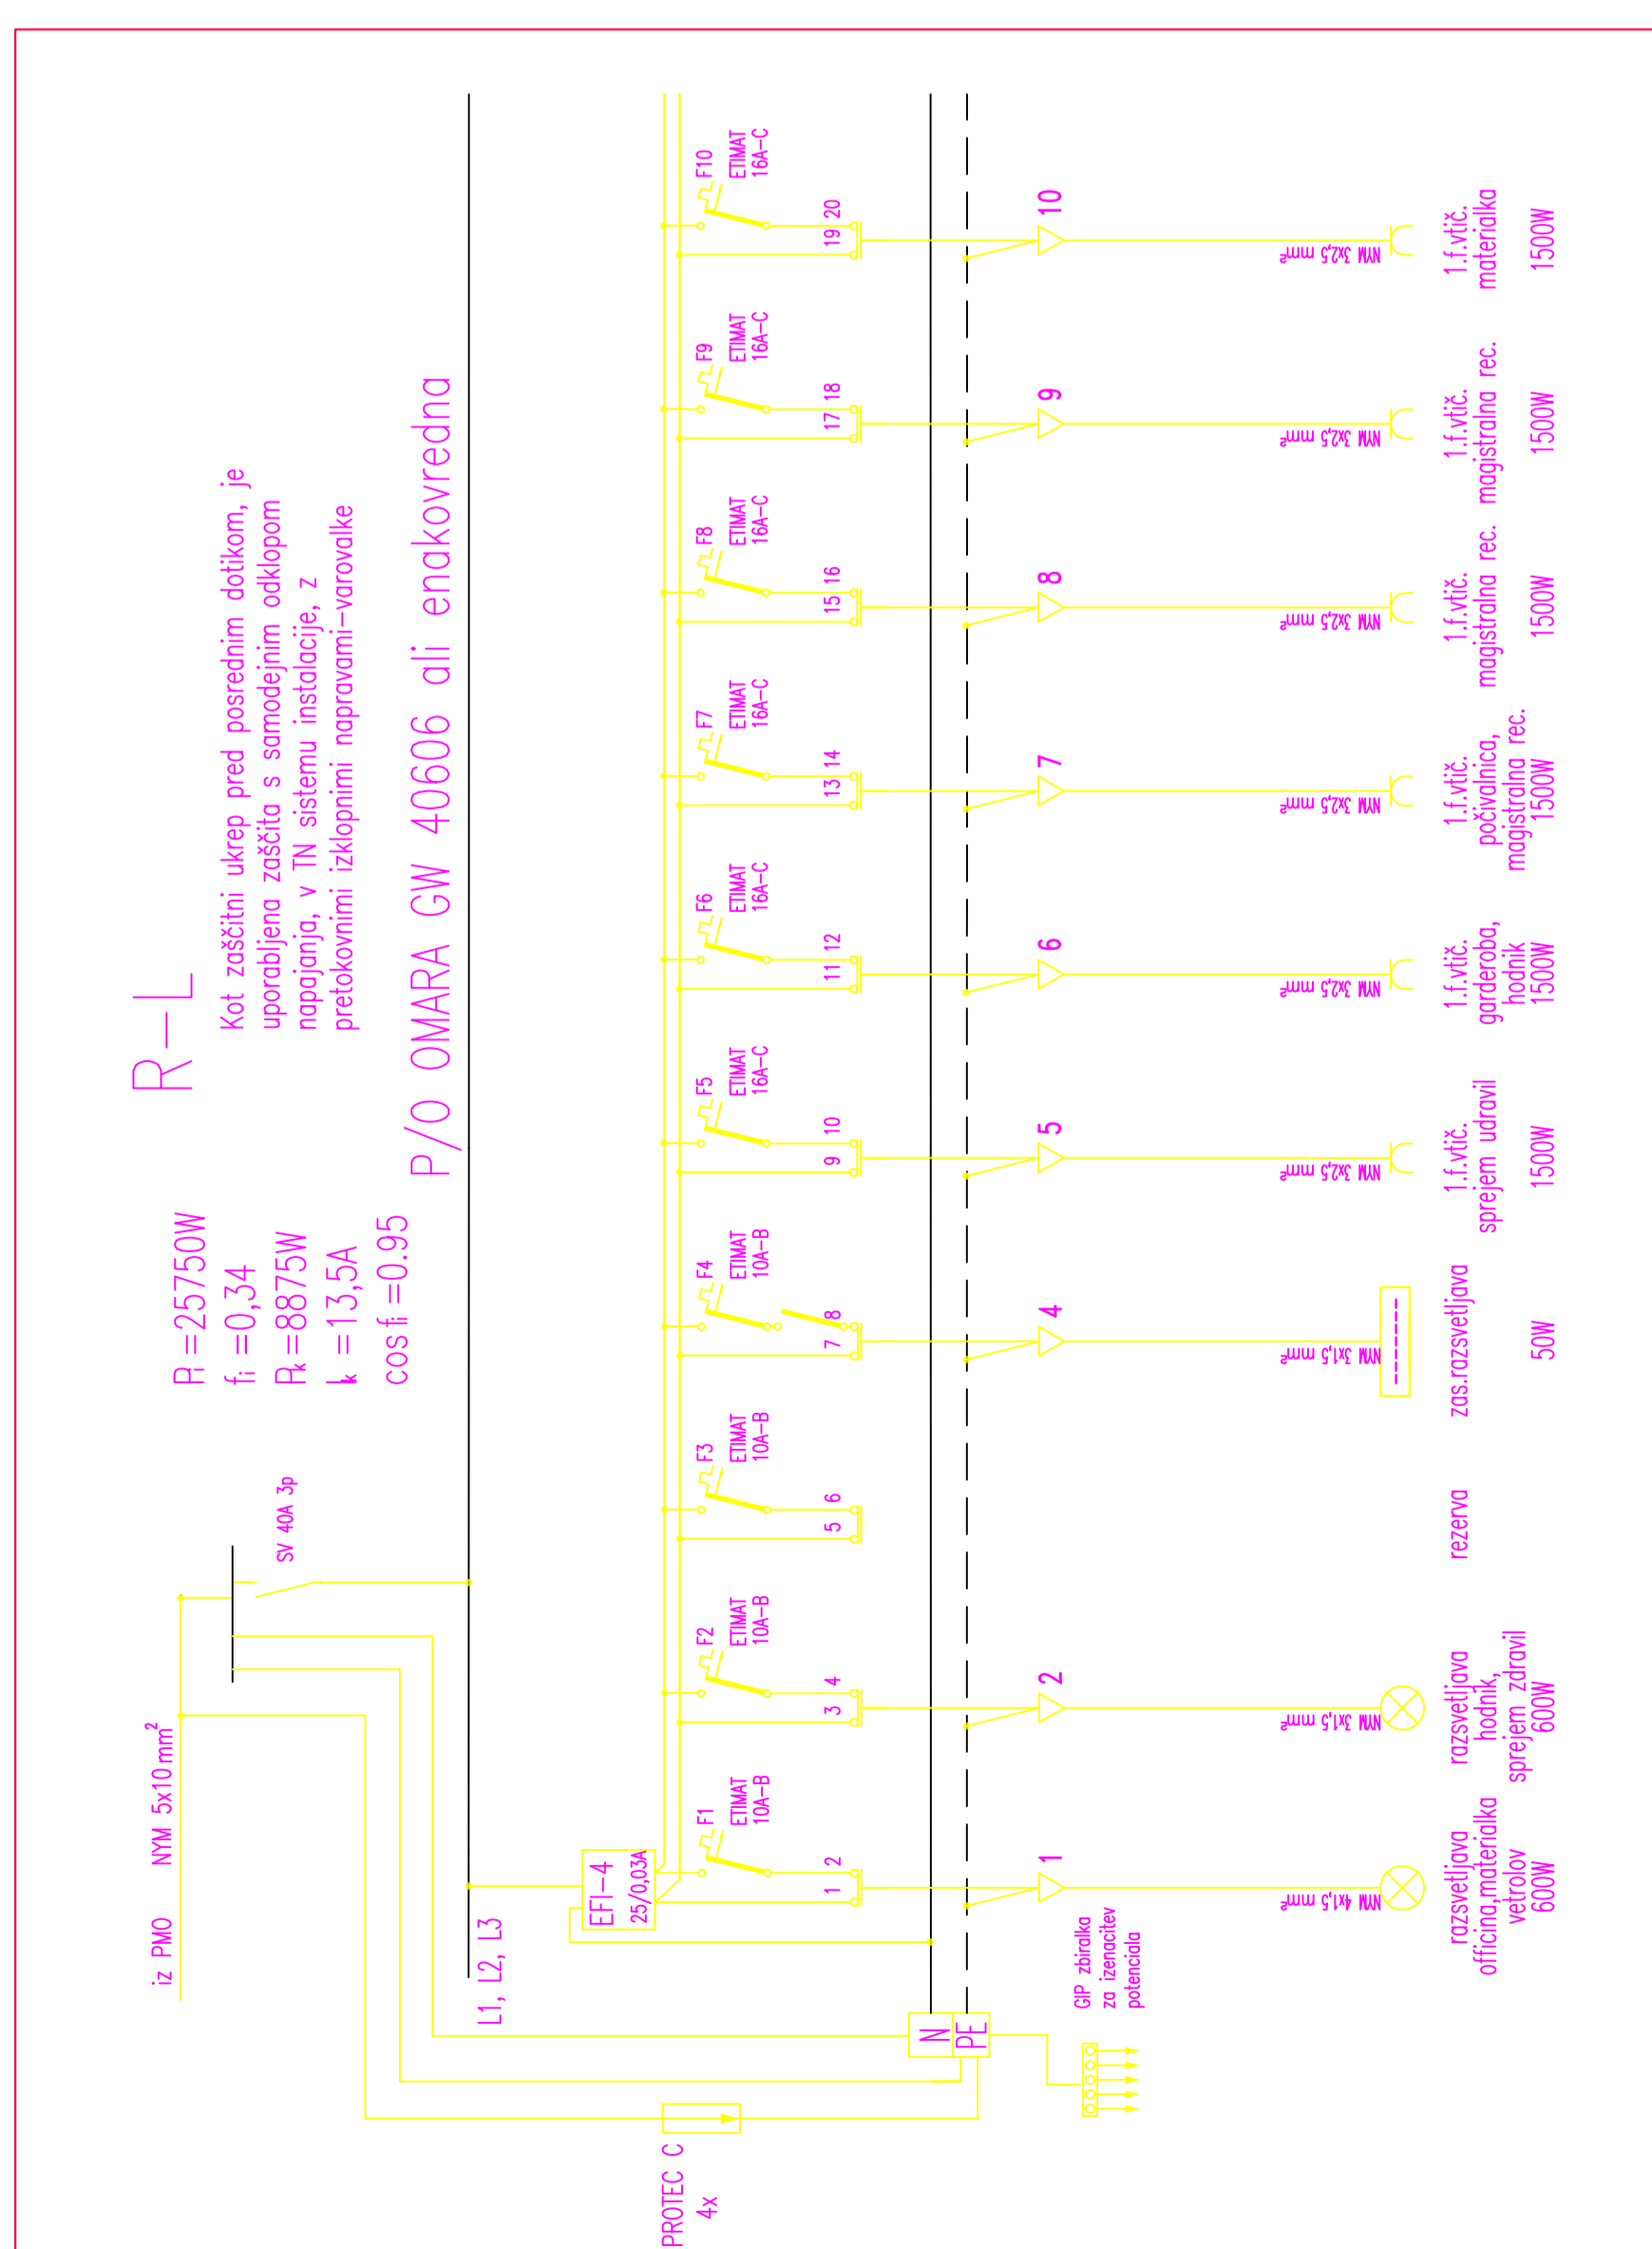 R-L
Kot zaščitni ukrep pred posrednim dotikom, je
uporabljena zaščita s samodejnim odklopom
napajanja, v TN sistemu instalacije, z
pretokovnimi izklopnimi napravami-varovalke
P/O OMARA GW 40606 ali enakovredna
Pi =25750W
fi =0,34
Pk =8875W
Ik =13,5A
cos fi =0.95
SV 40A 3p
iz PMO NYM 5x10 mm2
L1, L2, L3
EFI-4
25/0,03A
F1
ETIMAT
10A-B
F2
ETIMAT
10A-B
F3
ETIMAT
10A-B
F4
ETIMAT
10A-B
F5
ETIMAT
16A-C
F6
ETIMAT
16A-C
F7
ETIMAT
16A-C
F8
ETIMAT
16A-C
F9
ETIMAT
16A-C
F10
ETIMAT
16A-C
1 2
3 4
5 6
7 8
9 10
11 12
13 14
15 16
17 18
19 20
N
PE
PROTEC C
4x
GIP zbiralka
za izenacitev
potenciala
1
2
4
5
6
7
8
9
10
NYM 4x1,5 mm2
NYM 3x1,5 mm2
NYM 3x1,5 mm2
NYM 3x2,5 mm2
NYM 3x2,5 mm2
NYM 3x2,5 mm2
NYM 3x2,5 mm2
NYM 3x2,5 mm2
NYM 3x2,5 mm2
razsvetljava
officina,materialka
vetrolov
600W
razsvetljava
hodnik,
sprejem zdravil
600W
rezerva
zas.razsvetljava
50W
1.f.vtič.
sprejem udravil
1500W
1.f.vtič.
garderoba,
hodnik
1500W
1.f.vtič.
počivalnica,
magistralna rec.
1500W
1.f.vtič.
magistralna rec.
1500W
1.f.vtič.
magistralna rec.
1500W
1.f.vtič.
materialka
1500W